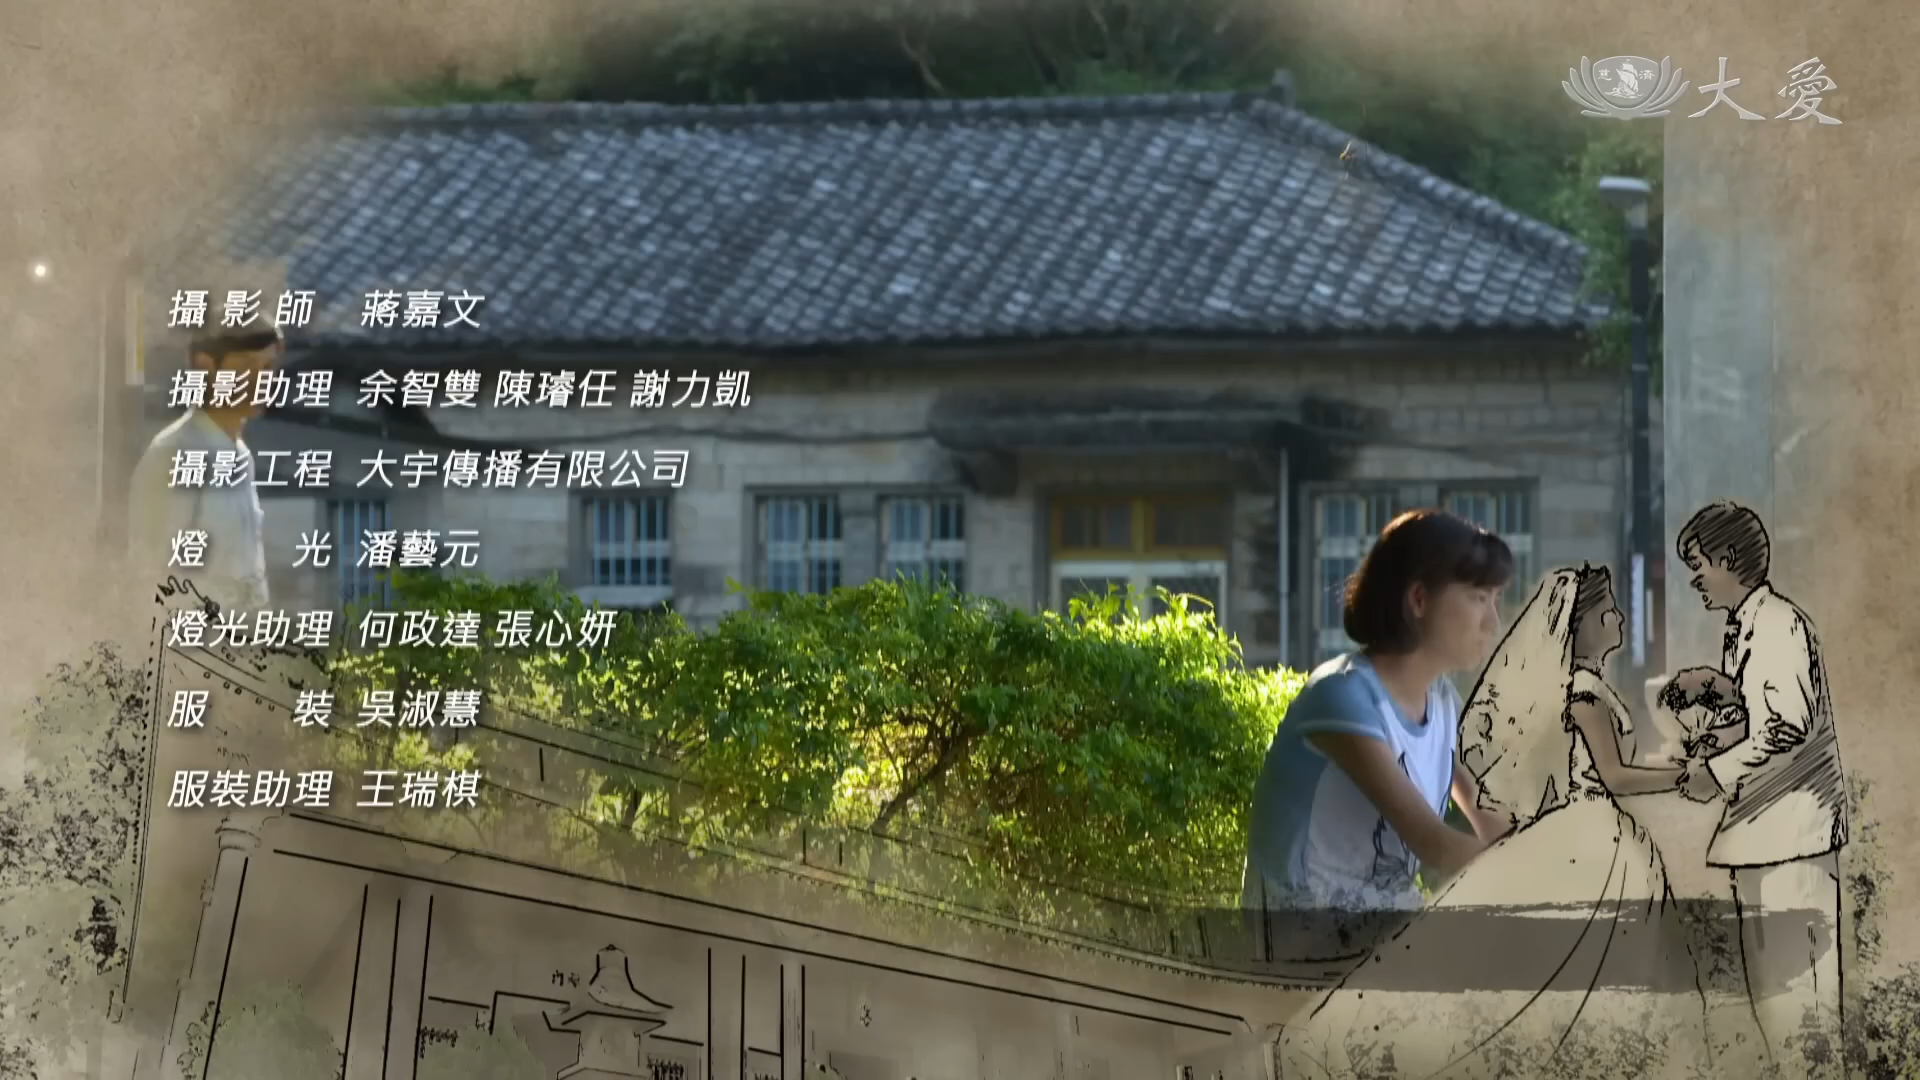 慈濟 大愛
攝影師 蔣嘉文
攝影助理 余智雙 陳璿任 謝力凱
攝影工程 大宇傳播有限公司
燈光 潘藝元
燈光助理 何政達 張心妍
服裝 吳淑慧
服裝助理 王瑞棋